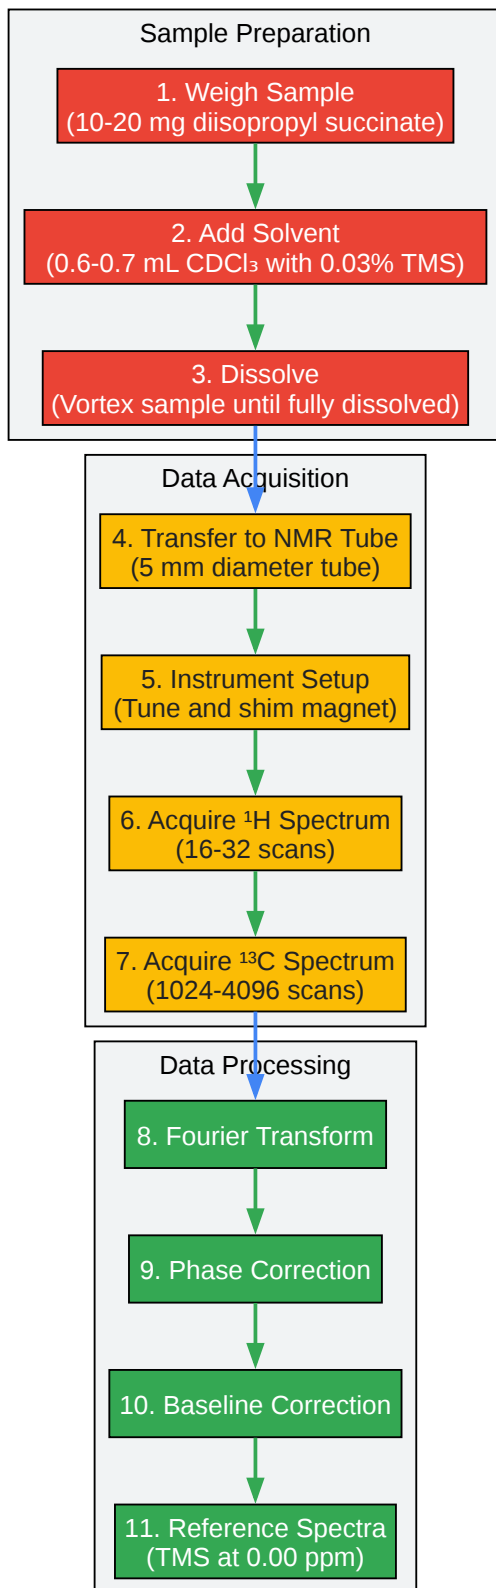 Sample Preparation
1. Weigh Sample
(10-20 mg diisopropyl succinate)
2. Add Solvent
(0.6-0.7 mL CDCl₃ with 0.03% TMS)
3. Dissolve
(Vortex sample until fully dissolved)
Data Acquisition
4. Transfer to NMR Tube
(5 mm diameter tube)
5. Instrument Setup
(Tune and shim magnet)
6. Acquire ¹H Spectrum
(16-32 scans)
7. Acquire ¹³C Spectrum
(1024-4096 scans)
Data Processing
8. Fourier Transform
9. Phase Correction
10. Baseline Correction
11. Reference Spectra
(TMS at 0.00 ppm)